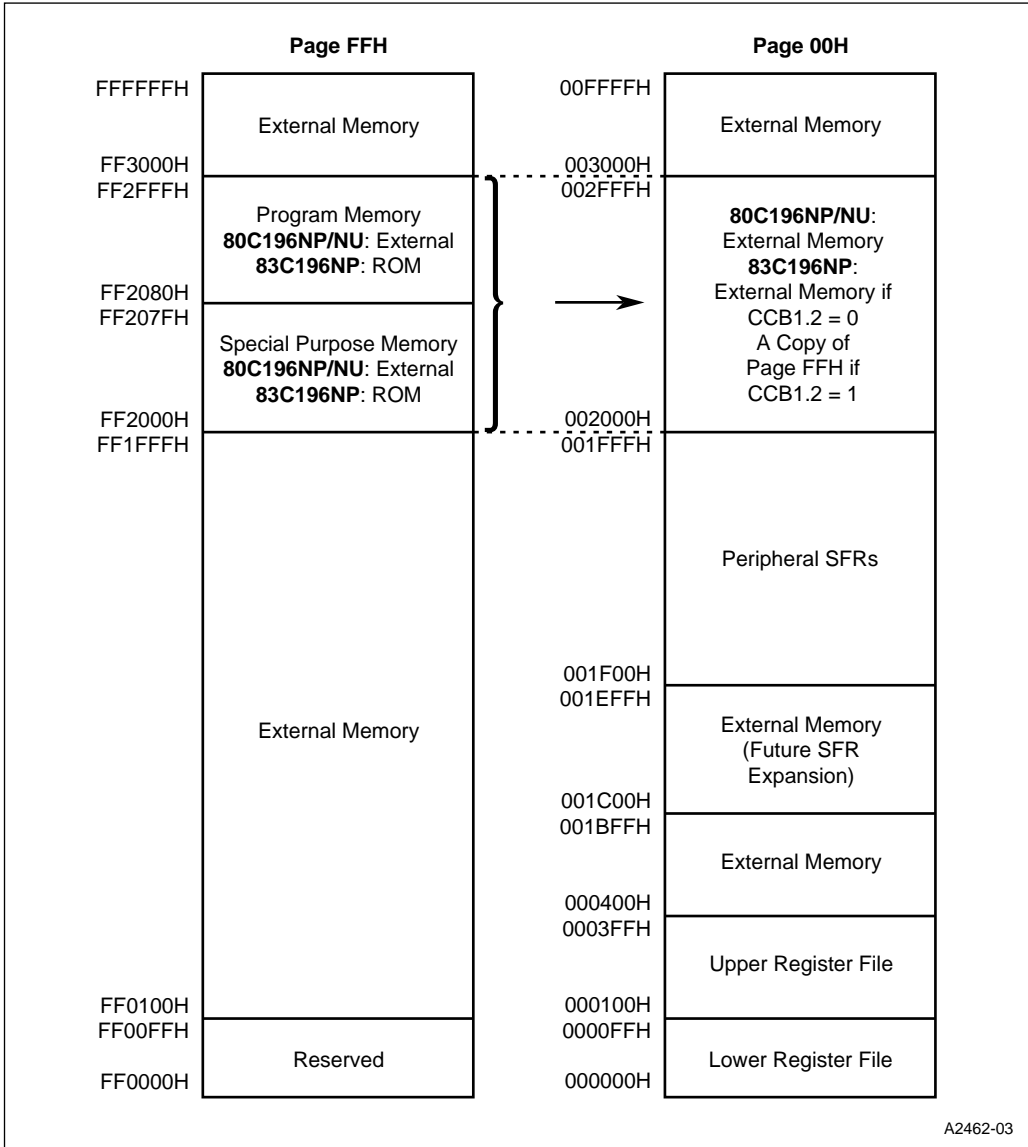 Page FFH
FFFFFFH
External Memory
FF3000H
FF2FFFH
Program Memory
80C196NP/NU: External
83C196NP: ROM
FF2080H
FF207FH
Special Purpose Memory
80C196NP/NU: External
83C196NP: ROM
FF2000H
FF1FFFH
External Memory
FF0100H
FF00FFH
Reserved
FF0000H
Page 00H
00FFFFH
External Memory
003000H
002FFFH
80C196NP/NU:
External Memory
83C196NP:
External Memory if
CCB1.2 = 0
A Copy of
Page FFH if
CCB1.2 = 1
002000H
001FFFH
Peripheral SFRs
001F00H
001EFFH
External Memory
(Future SFR
Expansion)
001C00H
001BFFH
External Memory
000400H
0003FFH
Upper Register File
000100H
0000FFH
Lower Register File
000000H
A2462-03